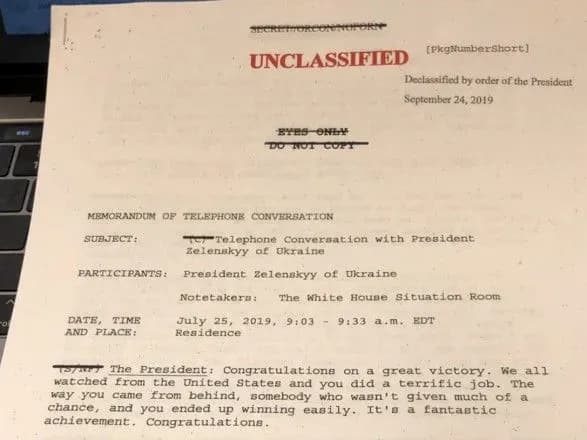 SECRET//ORCON/NOFORN
UNCLASSIFIED
[PkgNumberShort]
Declassified by order of the President
September 24, 2019
EYES ONLY
DO NOT COPY
MEMORANDUM OF TELEPHONE CONVERSATION
SUBJECT: (C) Telephone Conversation with President
Zelenskyy of Ukraine
PARTICIPANTS: President Zelenskyy of Ukraine
Notetakers: The White House Situation Room
DATE, TIME July 25, 2019, 9:03 - 9:33 a.m. EDT
AND PLACE: Residence
(S/NF) The President: Congratulations on a great victory. We all
watched from the United States and you did a terrific job. The
way you came from behind, somebody who wasn't given much of a
chance, and you ended up winning easily. It's a fantastic
achievement. Congratulations.
esc